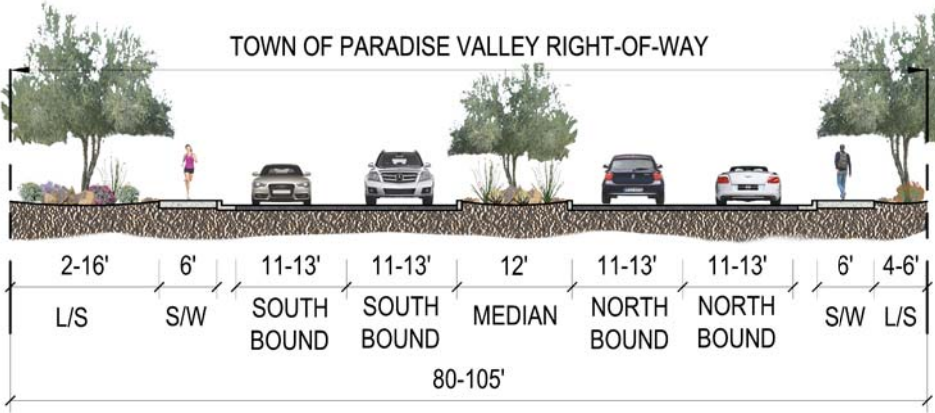 TOWN OF PARADISE VALLEY RIGHT-OF-WAY
2-16' 6' 11-13' 11-13' 12' 11-13' 11-13' 6' 4-6'
L/S S/W SOUTH SOUTH MEDIAN NORTH NORTH S/W L/S
BOUND BOUND BOUND BOUND
80-105'